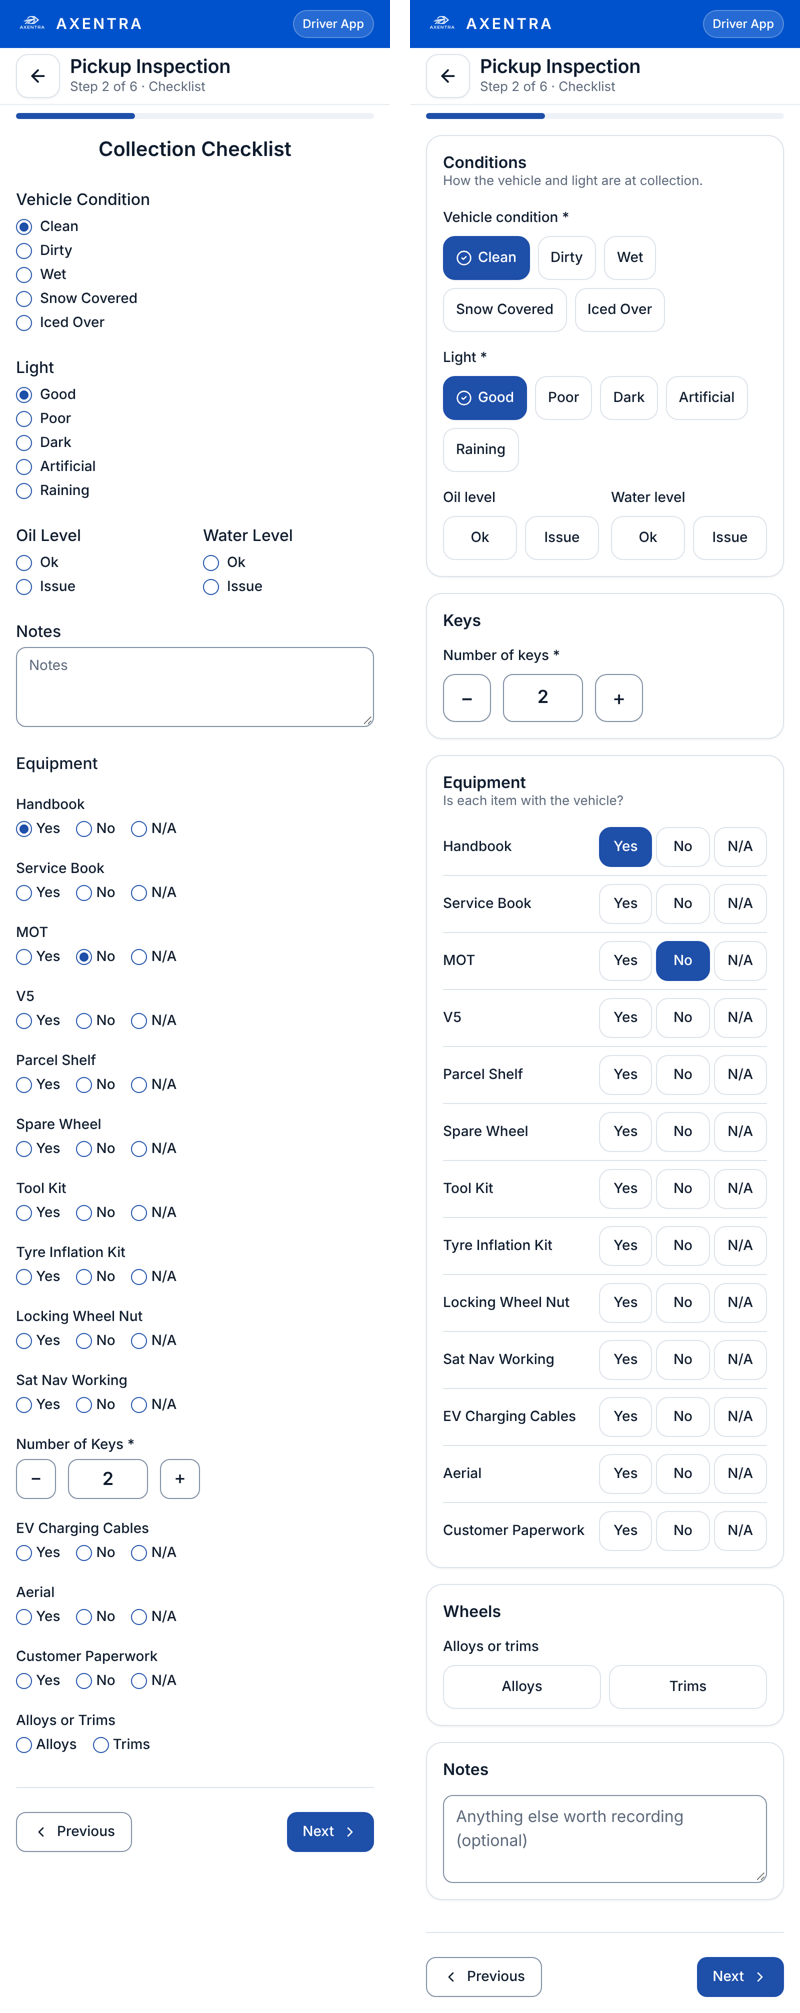 AXENTRA
AXENTRA
Driver App
Pickup Inspection
Step 2 of 6 · Checklist
Collection Checklist
Vehicle Condition
Clean
Dirty
Wet
Snow Covered
Iced Over
Light
Good
Poor
Dark
Artificial
Raining
Oil Level
Water Level
Ok
Ok
Issue
Issue
Notes
Notes
Equipment
Handbook
Yes No N/A
Service Book
Yes No N/A
MOT
Yes No N/A
V5
Yes No N/A
Parcel Shelf
Yes No N/A
Spare Wheel
Yes No N/A
Tool Kit
Yes No N/A
Tyre Inflation Kit
Yes No N/A
Locking Wheel Nut
Yes No N/A
Sat Nav Working
Yes No N/A
Number of Keys *
− 2 +
EV Charging Cables
Yes No N/A
Aerial
Yes No N/A
Customer Paperwork
Yes No N/A
Alloys or Trims
Alloys Trims
Previous
Next
AXENTRA
AXENTRA
Driver App
Pickup Inspection
Step 2 of 6 · Checklist
Conditions
How the vehicle and light are at collection.
Vehicle condition *
Clean Dirty Wet
Snow Covered Iced Over
Light *
Good Poor Dark Artificial
Raining
Oil level
Water level
Ok Issue Ok Issue
Keys
Number of keys *
− 2 +
Equipment
Is each item with the vehicle?
Handbook Yes No N/A
Service Book Yes No N/A
MOT Yes No N/A
V5 Yes No N/A
Parcel Shelf Yes No N/A
Spare Wheel Yes No N/A
Tool Kit Yes No N/A
Tyre Inflation Kit Yes No N/A
Locking Wheel Nut Yes No N/A
Sat Nav Working Yes No N/A
EV Charging Cables Yes No N/A
Aerial Yes No N/A
Customer Paperwork Yes No N/A
Wheels
Alloys or trims
Alloys Trims
Notes
Anything else worth recording
(optional)
Previous
Next